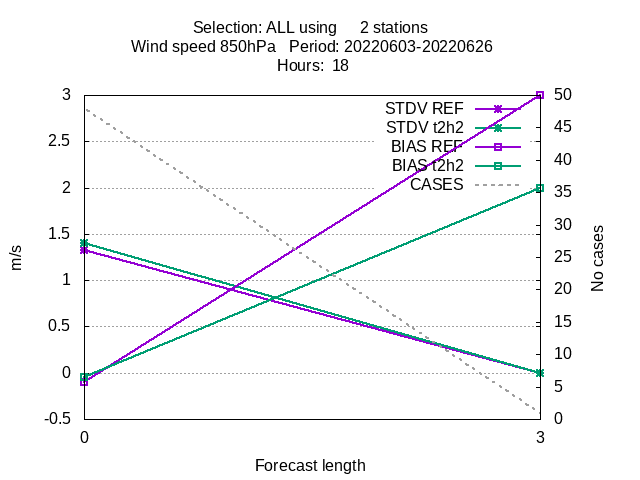 Selection: ALL using 2 stations
Wind speed 850hPa Period: 20220603-20220626
Hours: 18
STDV REF
STDV t2h2
BIAS REF
BIAS t2h2
CASES
3
2.5
2
1.5
1
0.5
0
-0.5
50
45
40
35
30
25
20
15
10
5
0
m/s
No cases
0 3
Forecast length